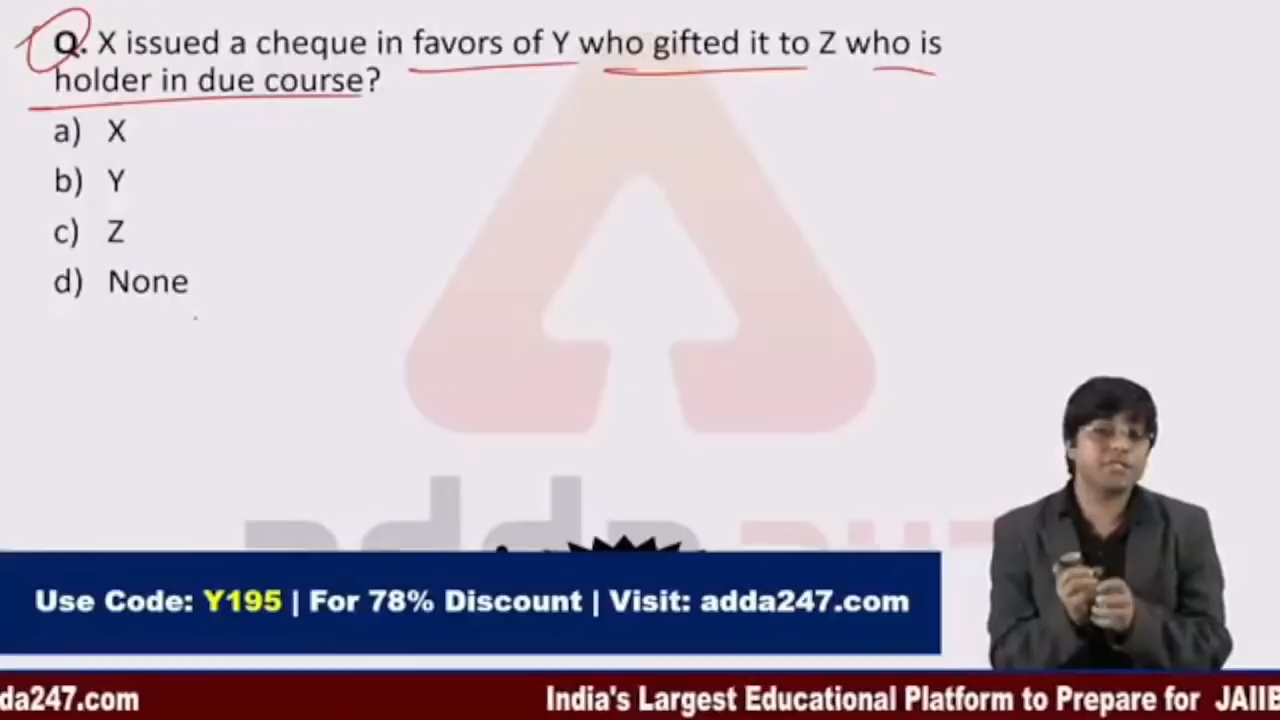 Q. X issued a cheque in favors of Y who gifted it to Z who is
holder in due course?
a) X
b) Y
c) Z
d) None
adda247
Use Code: Y195 | For 78% Discount | Visit: adda247.com
da247.com
India's Largest Educational Platform to Prepare for JAIIB